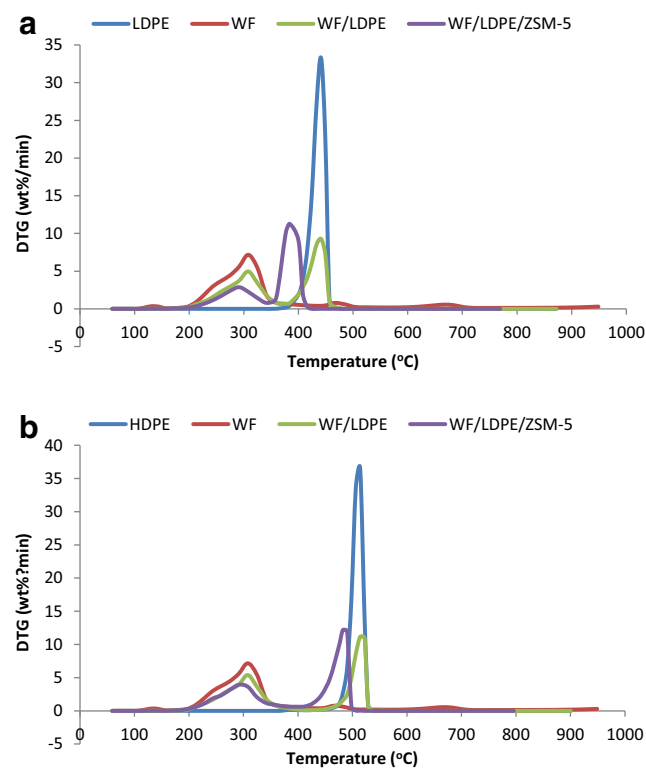 a
LDPE WF WF/LDPE WF/LDPE/ZSM-5
35
30
25
20
15
10
5
0
-5
DTG (wt%/min)
0 100 200 300 400 500 600 700 800 900 1000
Temperature (°C)
b
HDPE WF WF/LDPE WF/LDPE/ZSM-5
40
35
30
25
20
15
10
5
0
-5
DTG (wt%?min)
0 100 200 300 400 500 600 700 800 900 1000
Temperature (°C)